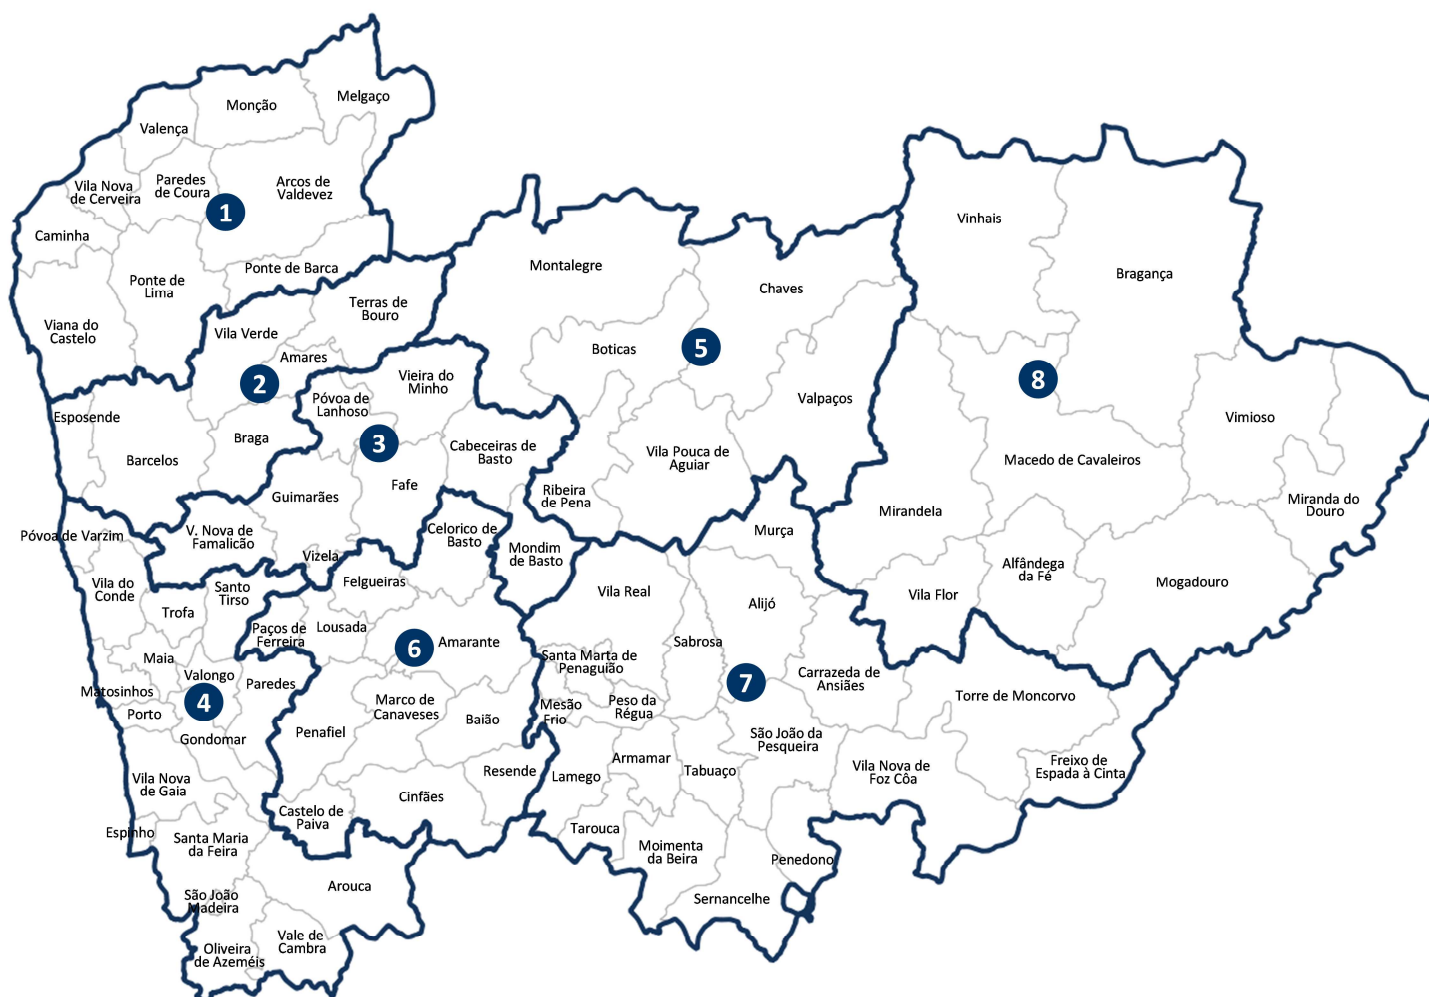 Monção
Melgaço
Valença
Vila Nova
de Cerveira
Paredes
de Coura
Arcos de
Valdevez
1
Caminha
Ponte de
Lima
Ponte de Barca
Viana do
Castelo
Terras de
Bouro
Vila Verde
Amares
2
Esposende
Barcelos
Braga
Vieira do
Minho
Póvoa de
Lanhoso
3
Cabeceiras de
Basto
Fafe
Guimarães
V. Nova de
Famalicão
Vizela
Mondim
de Basto
Montalegre
Chaves
Boticas
5
Valpaços
Vila Pouca de
Aguiar
Ribeira
de Pena
Vinhais
Bragança
8
Vimioso
Macedo de Cavaleiros
Mirandela
Miranda do
Douro
Alfândega
da Fé
Vila Flor
Mogadouro
Póvoa de Varzim
Vila do
Conde
Santo
Tirso
Trofa
Maia
Valongo
Matosinhos
4
Paredes
Porto
Gondomar
Vila Nova
de Gaia
Espinho
Santa Maria
da Feira
Arouca
São João
Madeira
Oliveira
de Azeméis
Vale de
Cambra
Celorico de
Basto
Felgueiras
Paços de
Ferreira
Lousada
6
Amarante
Marco de
Canaveses
Baião
Penafiel
Resende
Cinfães
Castelo de
Paiva
Murça
Vila Real
Alijó
Sabrosa
Santa Marta de
Penaguião
7
Carrazeda de
Ansiães
Torre de Moncorvo
Mesão
Frio
Peso da
Régua
São João da
Pesqueira
Armamar
Tabuaço
Lamego
Vila Nova de
Foz Côa
Freixo de
Espada à Cinta
Tarouca
Moimenta
da Beira
Penedono
Sernancelhe